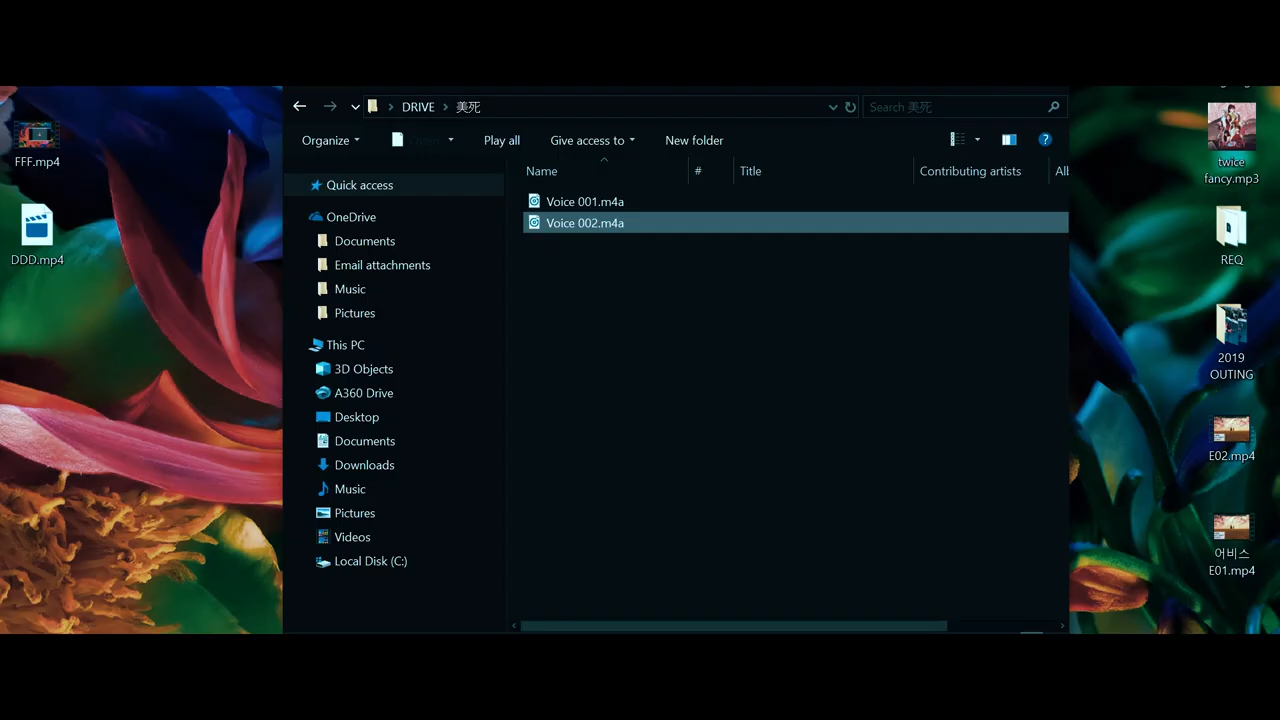 FFF.mp4
DDD.mp4
DRIVE
美死
Search 美死
Organize
Play all
Give access to
New folder
Name
#
Title
Contributing artists
Quick access
OneDrive
Documents
Email attachments
Music
Pictures
This PC
3D Objects
A360 Drive
Desktop
Documents
Downloads
Music
Pictures
Videos
Local Disk (C:)
Voice 001.m4a
Voice 002.m4a
twice
fancy.mp3
REQ
2019
OUTING
E02.mp4
어비스
E01.mp4